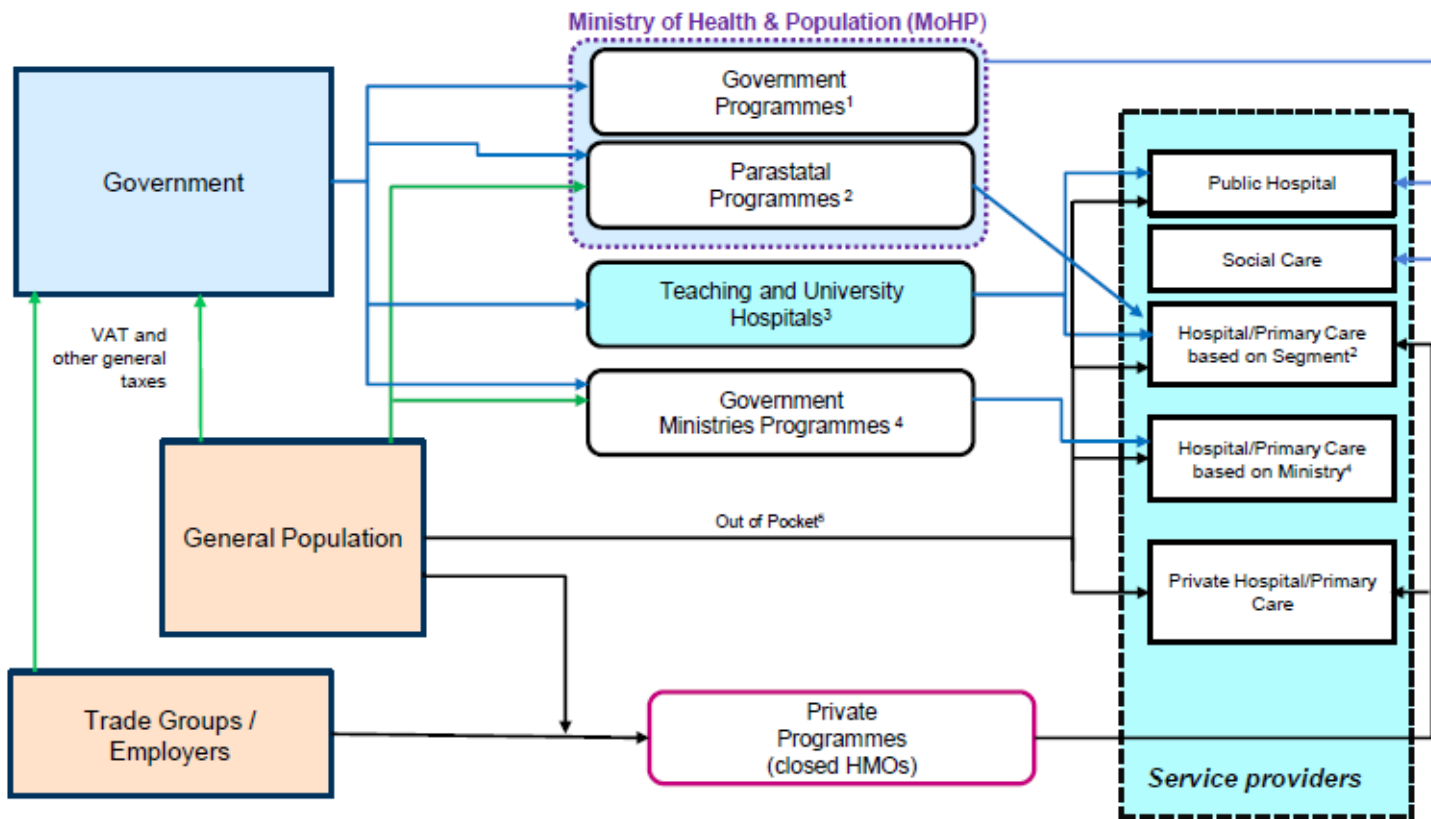 Ministry of Health & Population (MoHP)
Government
Programmes¹
Parastatal
Programmes ²
Teaching and University
Hospitals³
Government
Ministries Programmes ⁴
Government
VAT and
other general
taxes
General Population
Out of Pocket⁵
Trade Groups /
Employers
Private
Programmes
(closed HMOs)
Public Hospital
Social Care
Hospital/Primary Care
based on Segment²
Hospital/Primary Care
based on Ministry⁴
Private Hospital/Primary
Care
Service providers